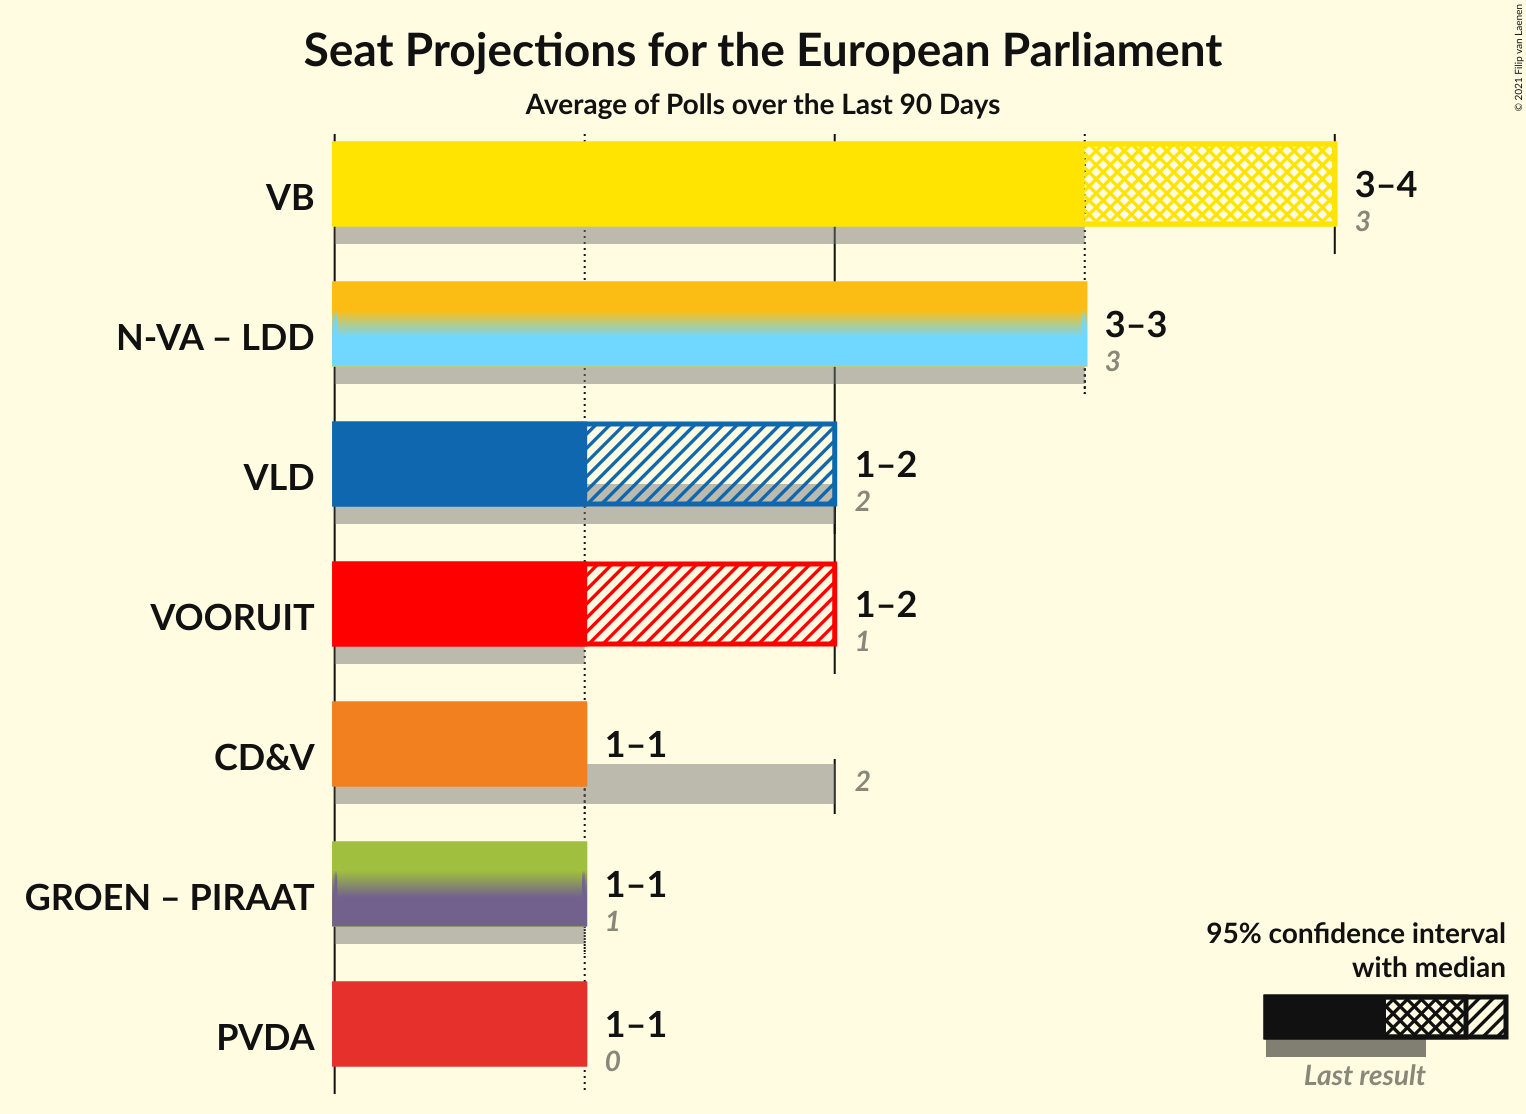 Seat Projections for the European Parliament
Average of Polls over the Last 90 Days
© 2021 Filip van Laenen
VB
3–4
3
N-VA – LDD
3–3
3
VLD
1–2
2
VOORUIT
1–2
1
CD&V
1–1
2
GROEN – PIRAAT
1–1
1
PVDA
1–1
0
95% confidence interval
with median
Last result